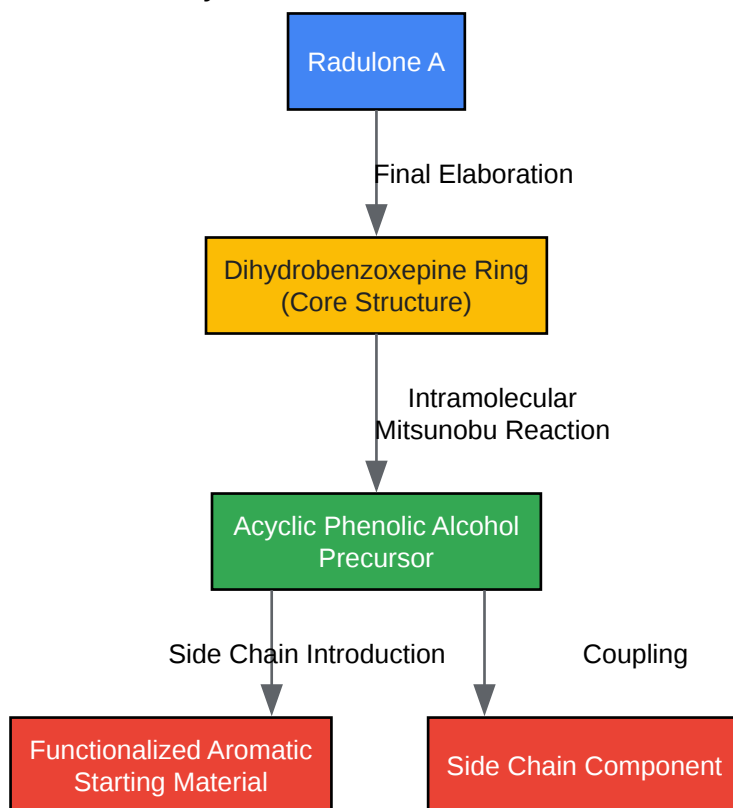 Radulone A
Final Elaboration
Dihydrobenzoxepine Ring
(Core Structure)
Intramolecular
Mitsunobu Reaction
Acyclic Phenolic Alcohol
Precursor
Side Chain Introduction
Coupling
Functionalized Aromatic
Starting Material
Side Chain Component